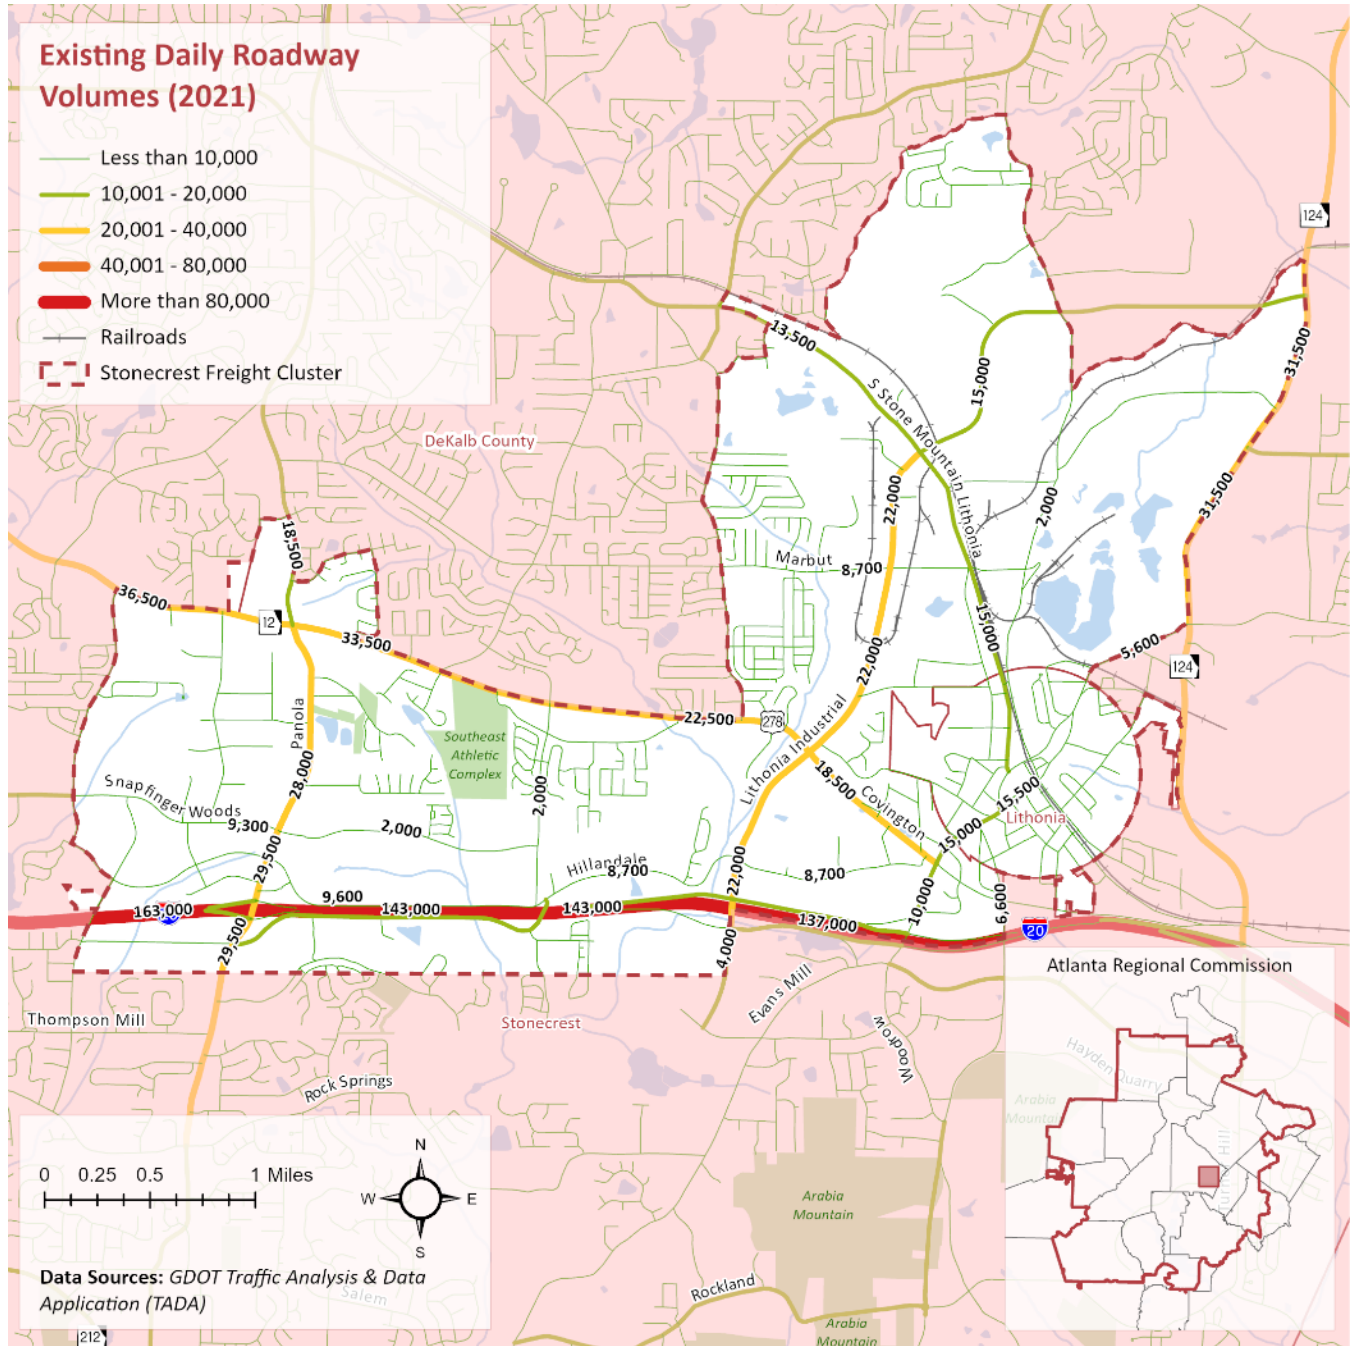 Existing Daily Roadway
Volumes (2021)
Less than 10,000
10,001 - 20,000
20,001 - 40,000
40,001 - 80,000
More than 80,000
Railroads
Stonecrest Freight Cluster
124
13,500
31,500
S Stone Mountain Lithonia
15,000
DeKalb County
22,000
2,000
31,500
18,500
Marbut
8,700
36,500
12
33,500
15,000
5,600
22,000
124
Panola
22,500
278
Southeast
Athletic
Complex
Lithonia Industrial
28,000
2,000
18,500
Covington
15,500
Snapfinger Woods
9,300
2,000
15,000
Lithonia
Hillandale
8,700
8,700
29,500
22,000
10,000
6,600
9,600
163,000
143,000
143,000
137,000
20
29,500
4,000
Evans Mill
Thompson Mill
Stonecrest
Woodrow
Rock Springs
Atlanta Regional Commission
Hayden Quarry
Arabia
Mountain
Turner Hill
0 0.25 0.5 1 Miles
N
W E
S
Arabia
Mountain
Data Sources: GDOT Traffic Analysis & Data
Application (TADA)
Salem
Rockland
212
Arabia
Mountain